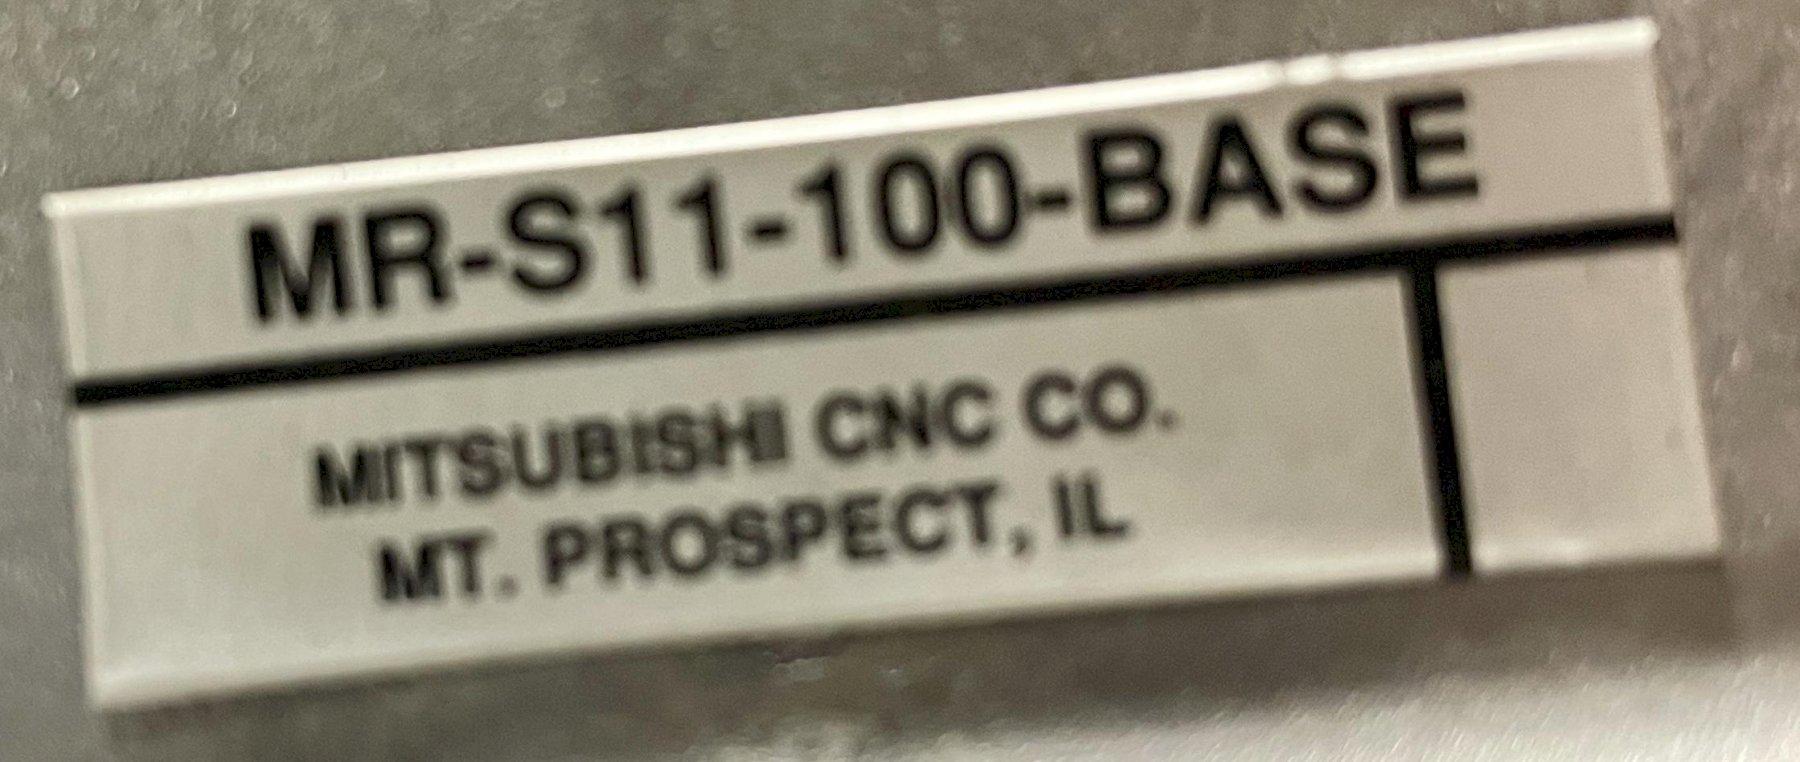 MR-S11-100-BASE
MITSUBISHI CNC CO.
MT. PROSPECT, IL